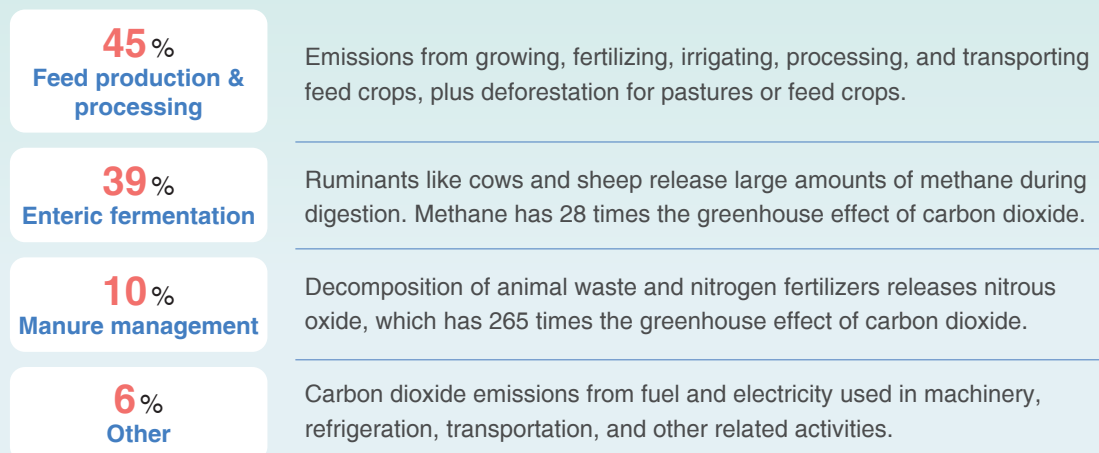 45 %
Feed production &
processing
Emissions from growing, fertilizing, irrigating, processing, and transporting
feed crops, plus deforestation for pastures or feed crops.
39 %
Enteric fermentation
Ruminants like cows and sheep release large amounts of methane during
digestion. Methane has 28 times the greenhouse effect of carbon dioxide.
10 %
Manure management
Decomposition of animal waste and nitrogen fertilizers releases nitrous
oxide, which has 265 times the greenhouse effect of carbon dioxide.
6 %
Other
Carbon dioxide emissions from fuel and electricity used in machinery,
refrigeration, transportation, and other related activities.